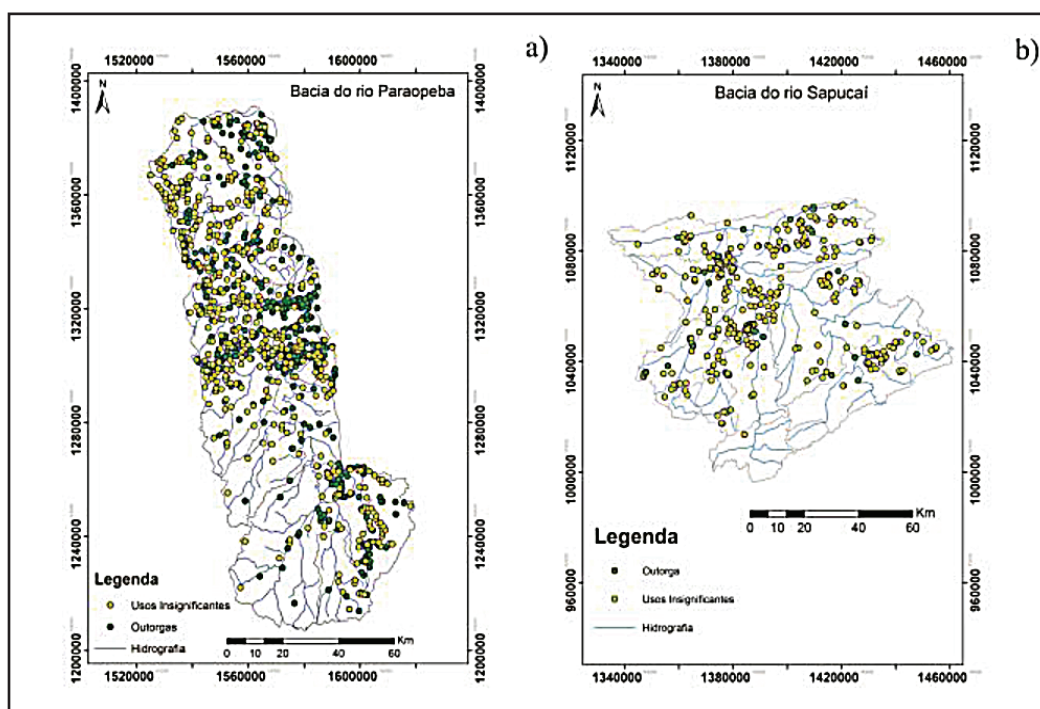 a)
1520000 1560000 1600000
N
Bacia do rio Paraopeba
1400000 1360000 1320000 1280000 1240000 1200000
1400000 1360000 1320000 1280000 1240000 1200000
Legenda
Usos Insignificantes
Outorgas
Hidrografia
Km
0 10 20 40 60
1520000 1560000 1600000
b)
1340000 1380000 1420000 1460000
N
Bacia do rio Sapucaí
1120000 1080000 1040000 1000000 960000
1120000 1080000 1040000 1000000 960000
Km
0 10 20 40 60
Legenda
Outorga
Usos Insignificantes
Hidrografia
1340000 1380000 1420000 1460000